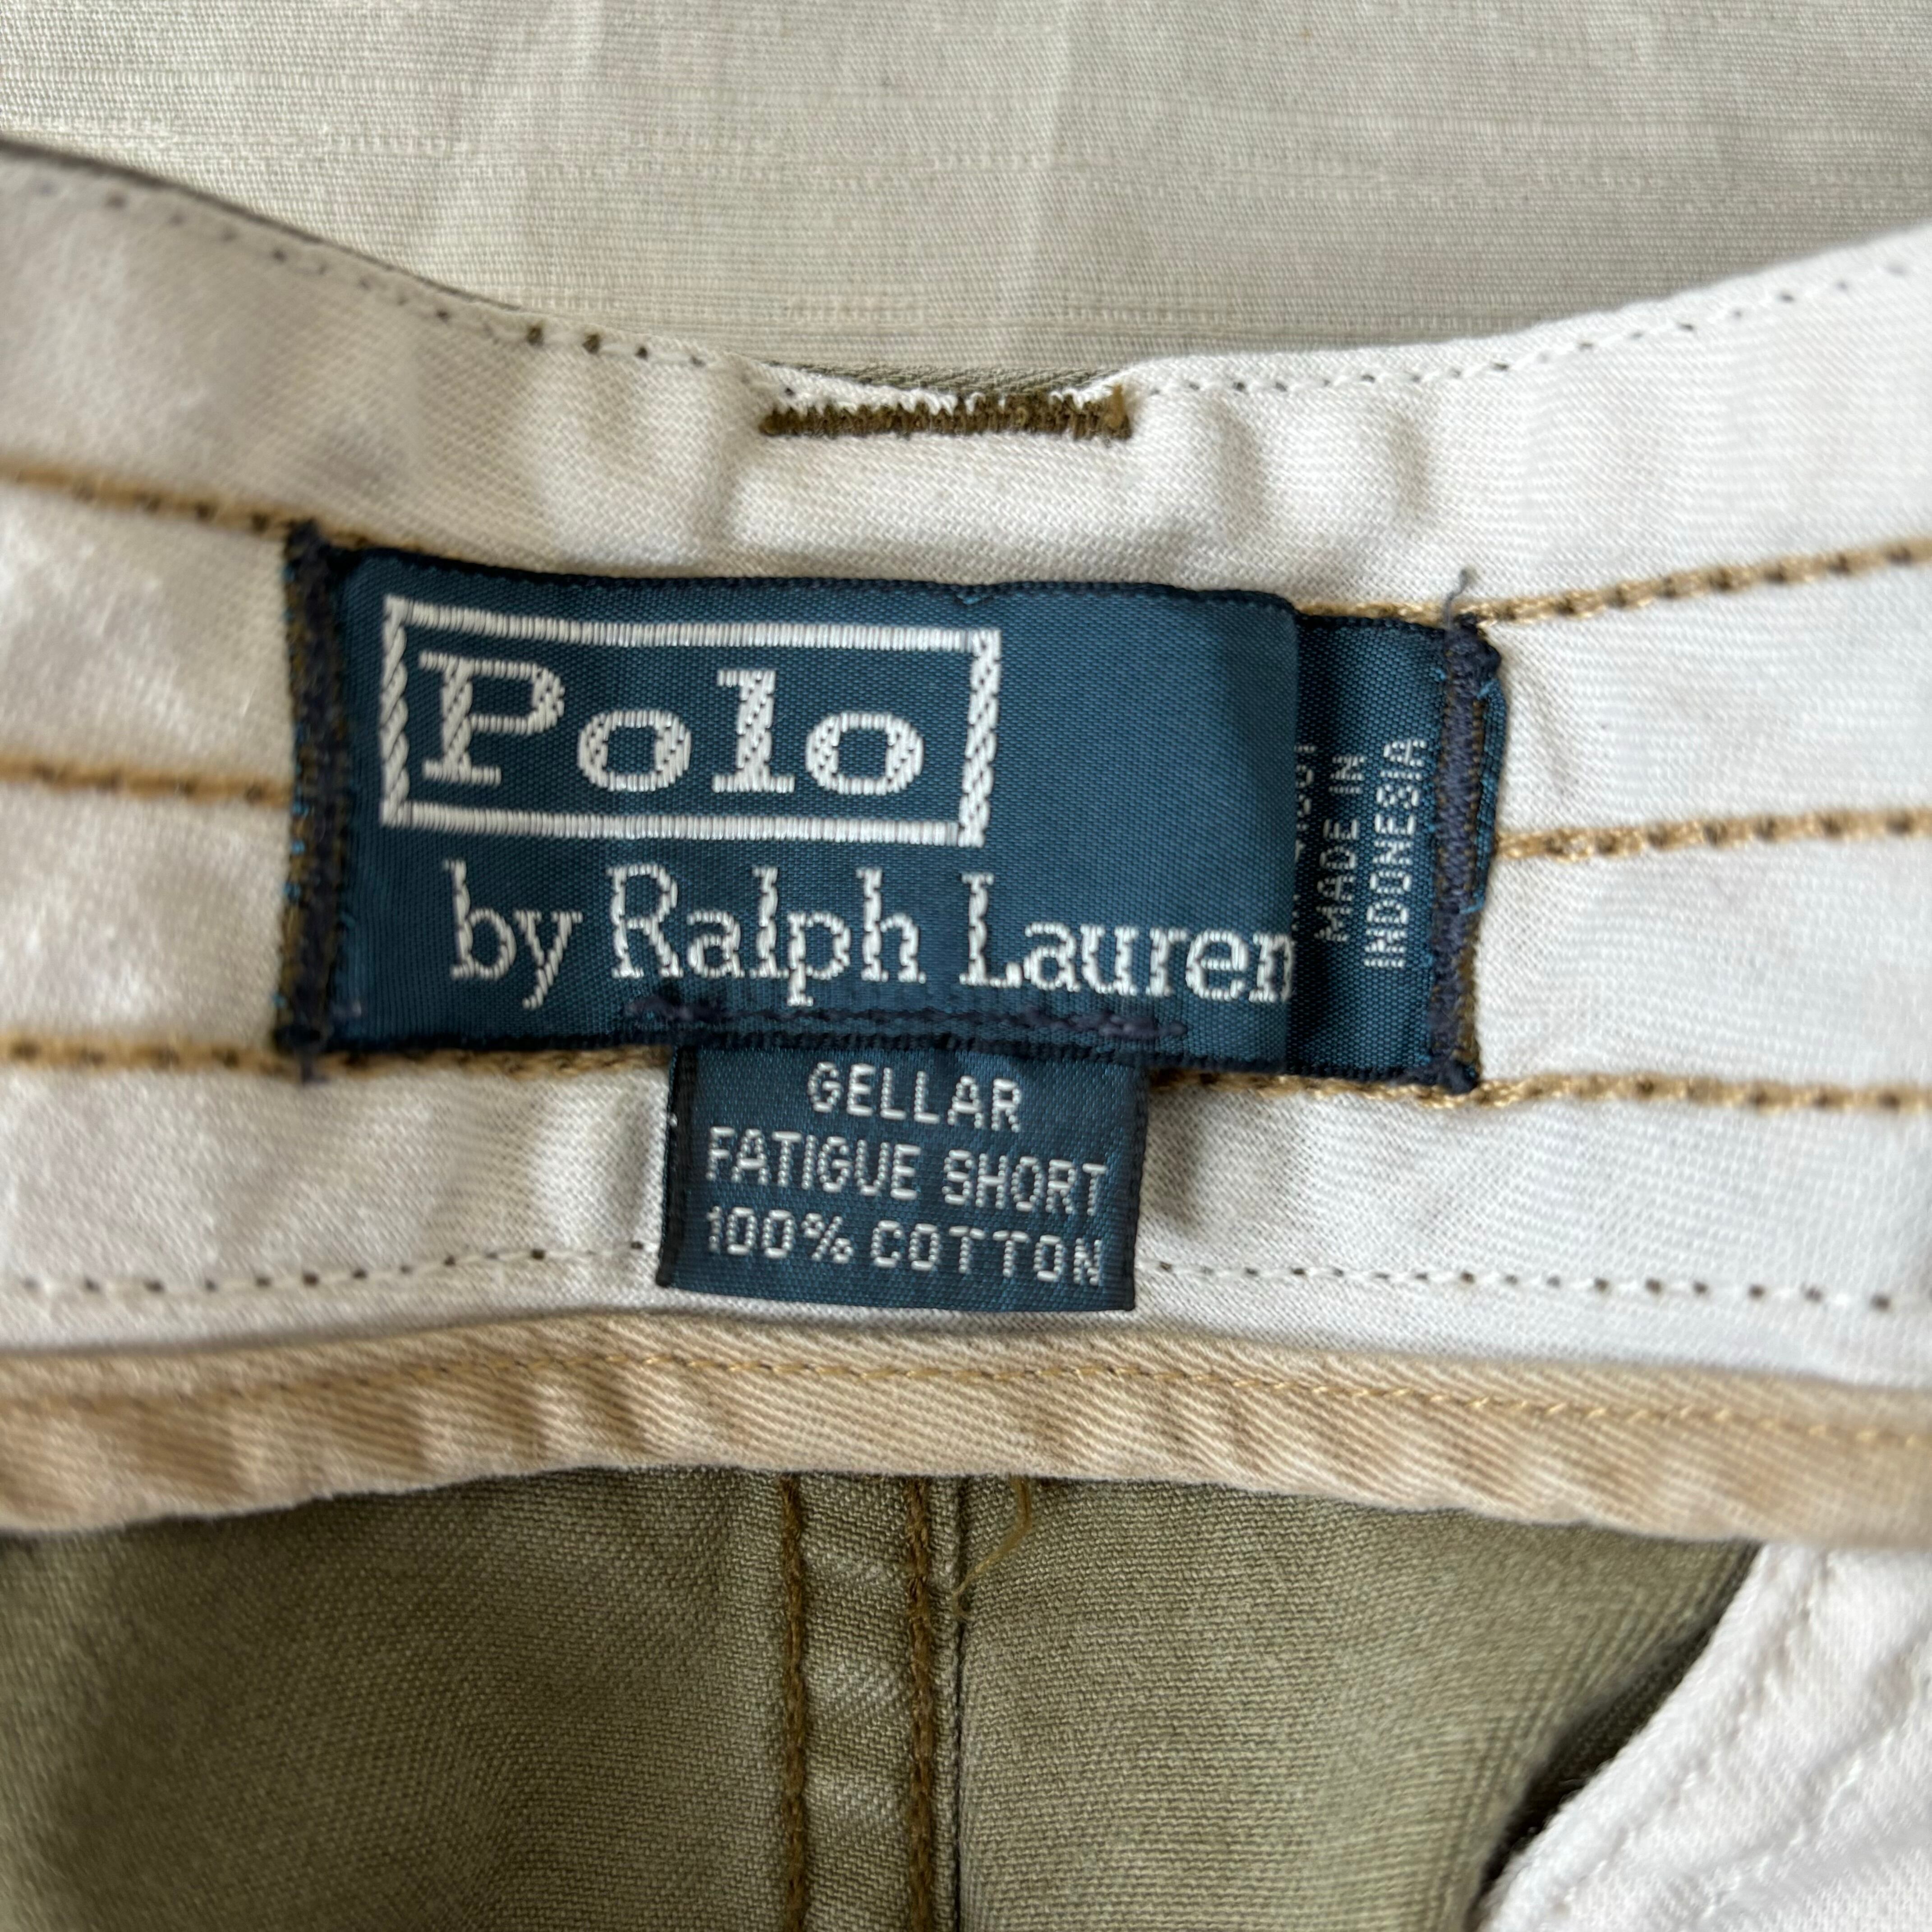 Polo
by Ralph Lauren
MADE IN
INDONESIA
GELLAR
FATIGUE SHORT
100% COTTON